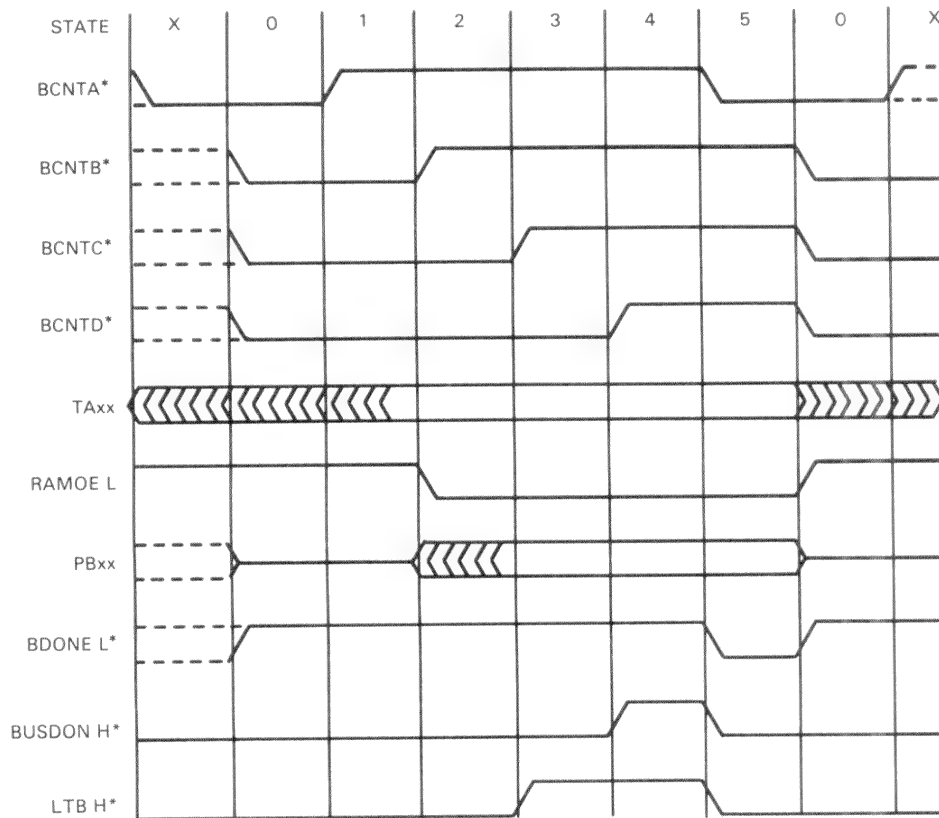 STATE X 0 1 2 3 4 5 0 X
BCNTA*
BCNTB*
BCNTC*
BCNTD*
TAxx
RAMOE L
PBxx
BDONE L*
BUSDON H*
LTB H*